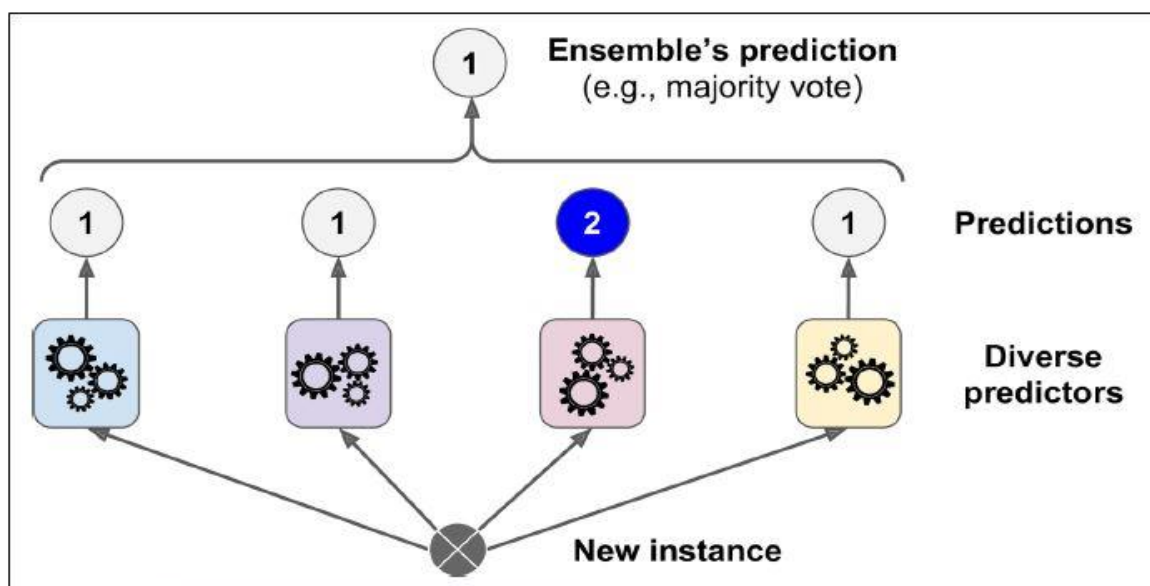 1
Ensemble's prediction
(e.g., majority vote)
1 1 2 1
Predictions
Diverse
predictors
New instance